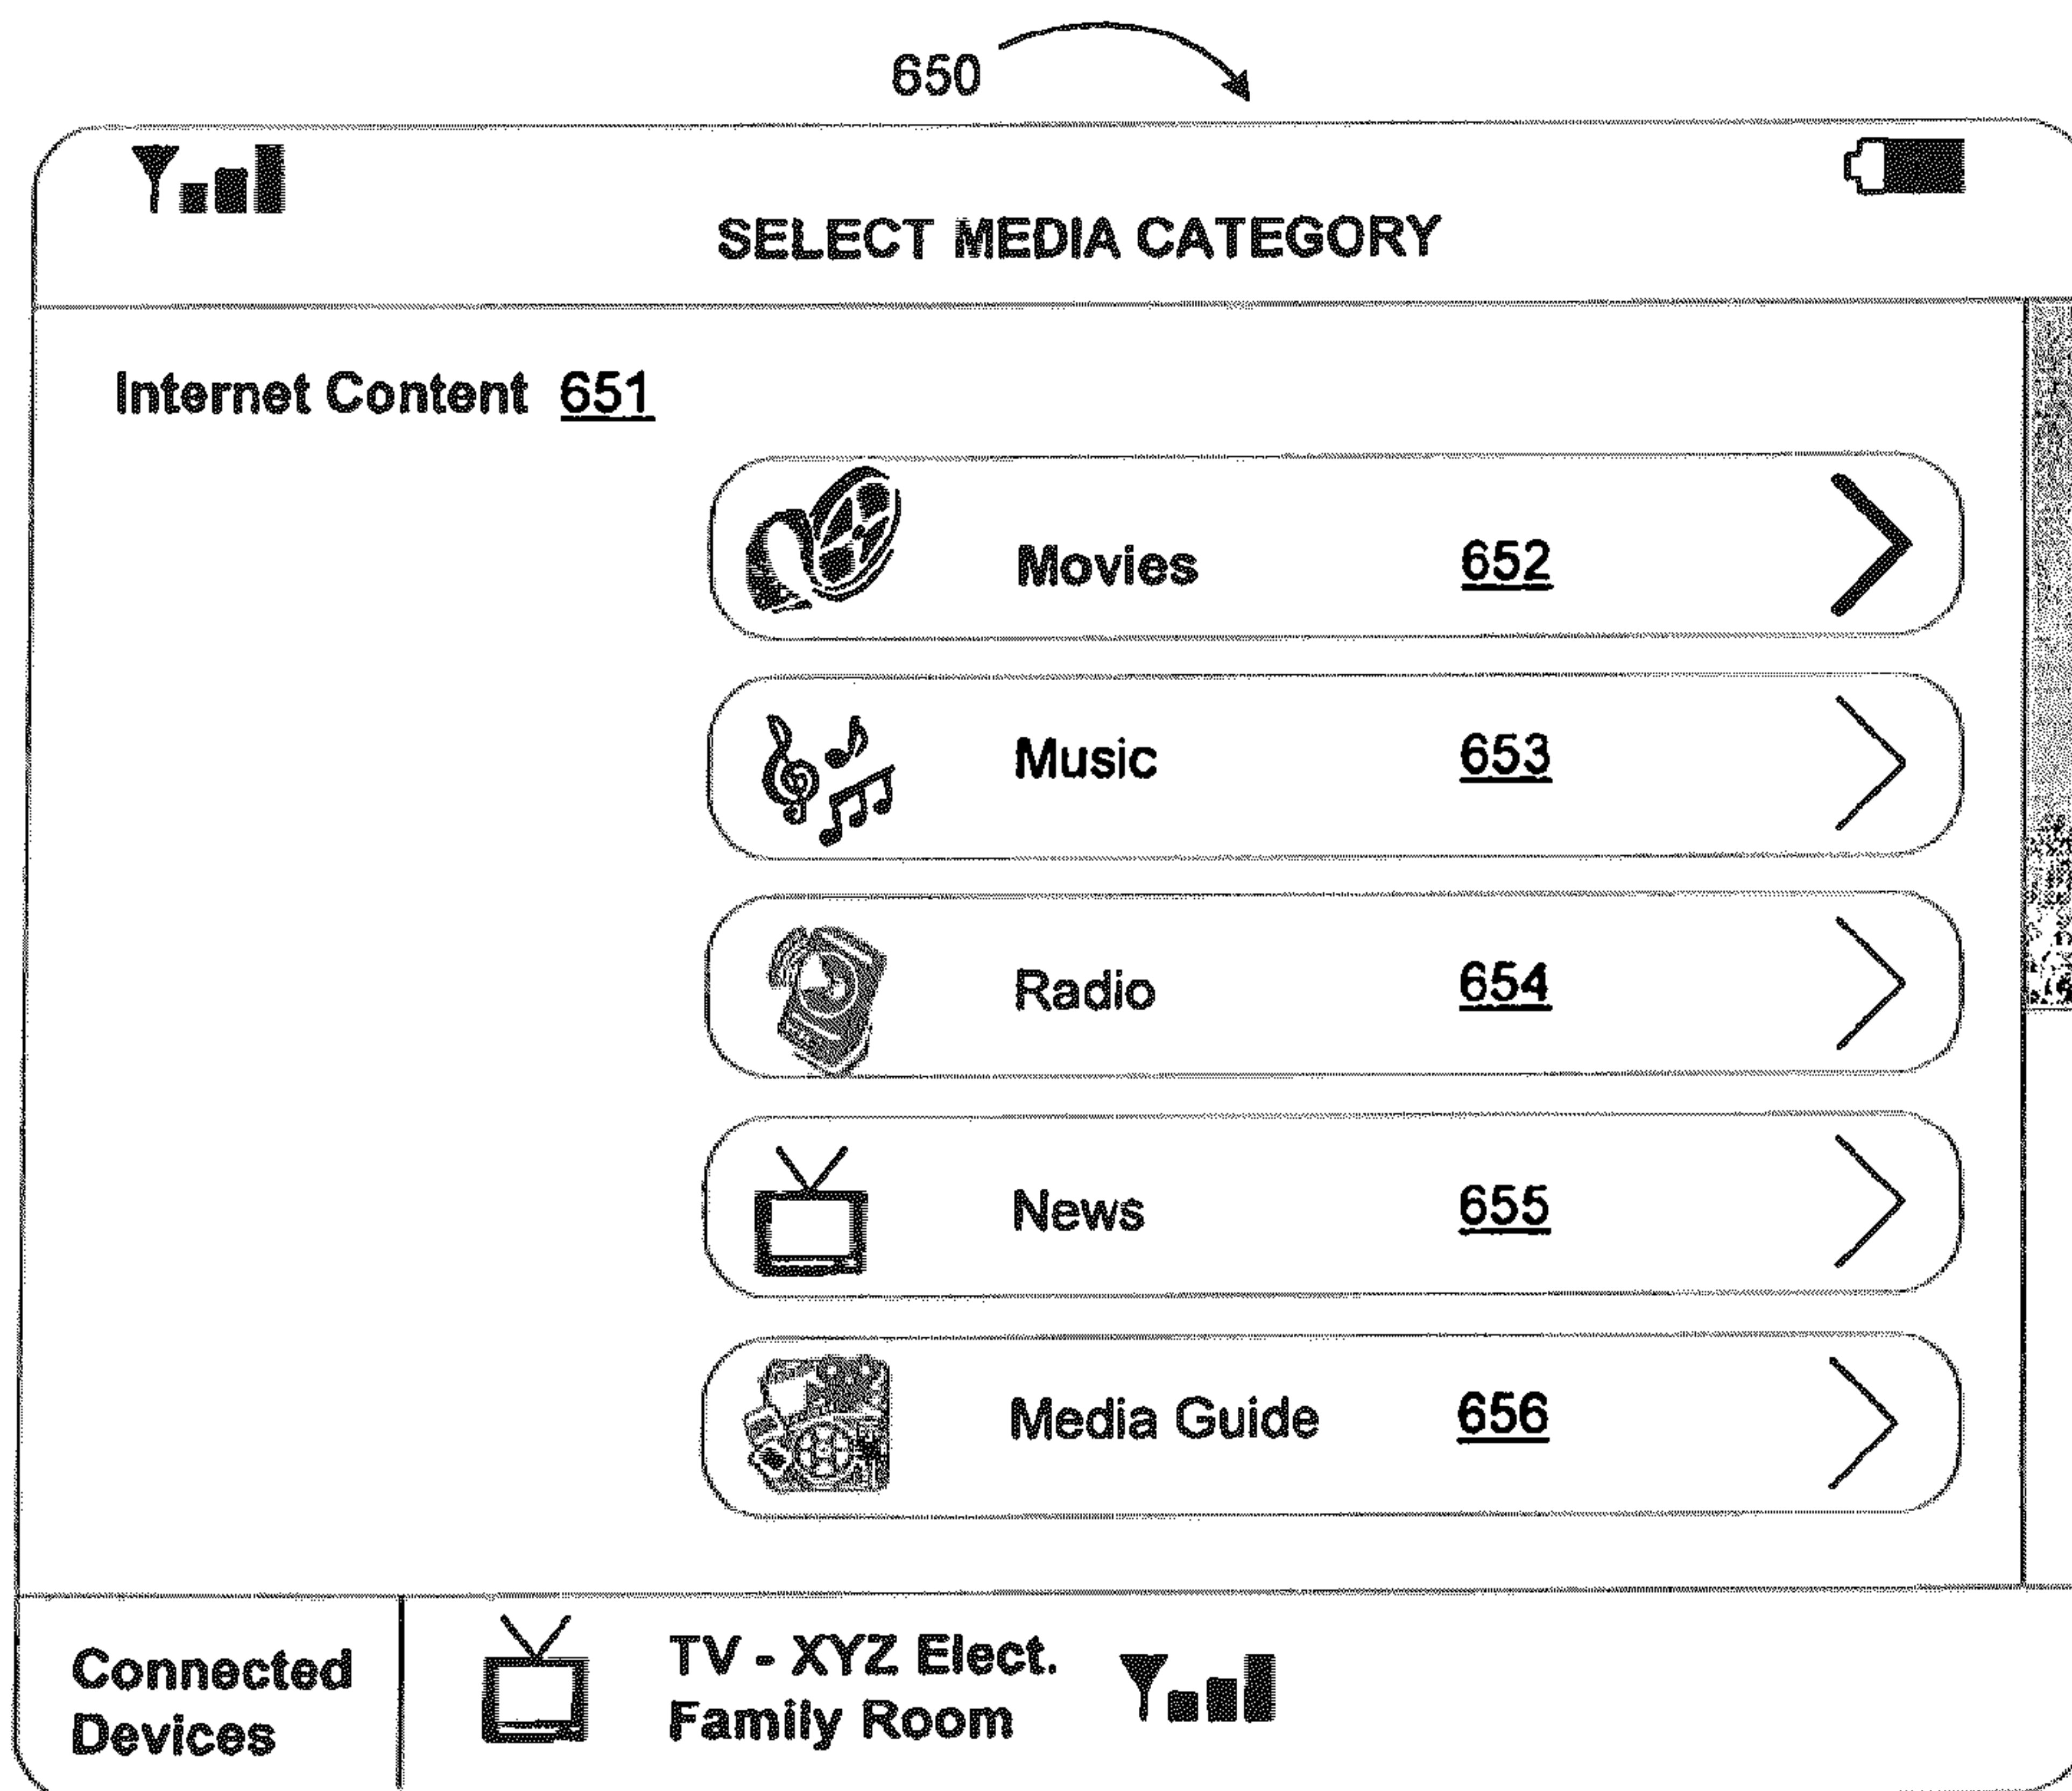 650
SELECT MEDIA CATEGORY
Internet Content 651
Movies 652
Music 653
Radio 654
News 655
Media Guide 656
Connected
Devices
TV - XYZ Elect.
Family Room